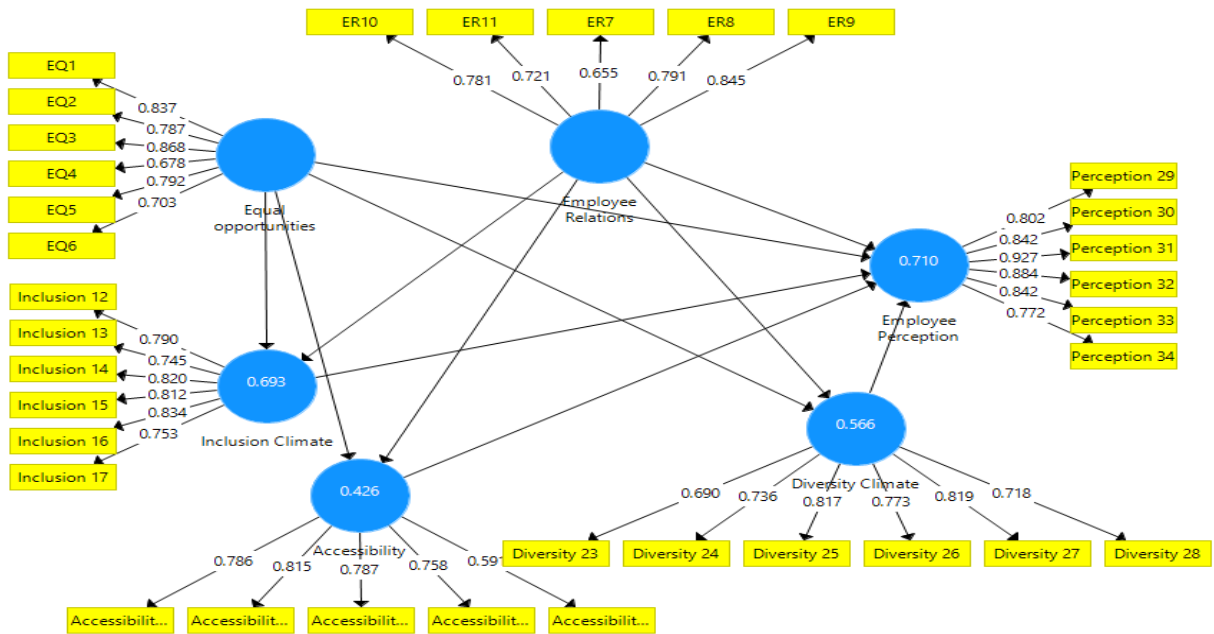 ER10
ER11
ER7
ER8
ER9
0.781
0.721
0.655
0.791
0.845
Employee
Relations
EQ1
EQ2
EQ3
EQ4
EQ5
EQ6
0.837
0.787
0.868
0.678
0.792
0.703
Equal
opportunities
Perception 29
Perception 30
Perception 31
Perception 32
Perception 33
Perception 34
0.802
0.842
0.927
0.884
0.842
0.772
0.710
Employee
Perception
Inclusion 12
Inclusion 13
Inclusion 14
Inclusion 15
Inclusion 16
Inclusion 17
0.790
0.745
0.820
0.812
0.834
0.753
0.693
Inclusion Climate
0.566
Diversity Climate
0.690
0.736
0.817
0.773
0.819
0.718
Diversity 23
Diversity 24
Diversity 25
Diversity 26
Diversity 27
Diversity 28
0.426
Accessibility
0.786
0.815
0.787
0.758
0.591
Accessibilit...
Accessibilit...
Accessibilit...
Accessibilit...
Accessibilit...